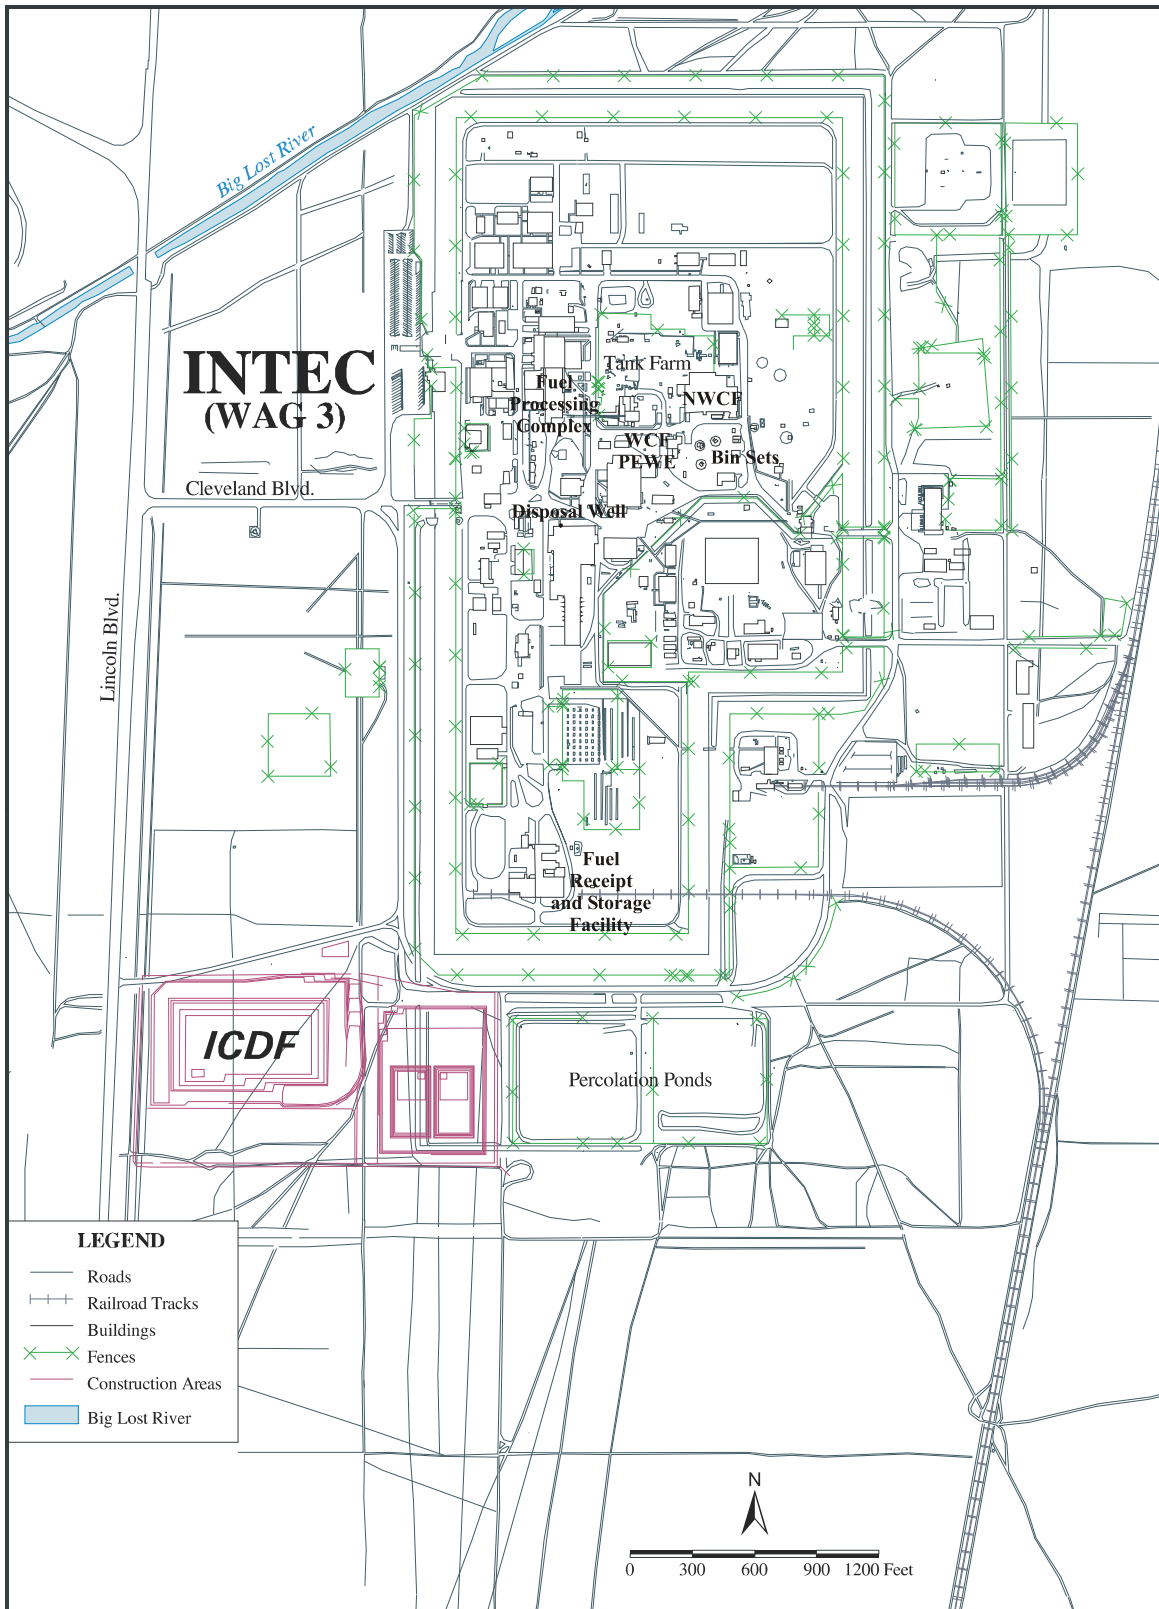 Big Lost River
INTEC
(WAG 3)
Tank Farm
Fuel
Processing
Complex
NWCF
WCF
PEWE
Bin Sets
Cleveland Blvd.
Disposal Well
Lincoln Blvd.
Fuel
Receipt
and Storage
Facility
ICDF
Percolation Ponds
LEGEND
Roads
Railroad Tracks
Buildings
Fences
Construction Areas
Big Lost River
N
0 300 600 900 1200 Feet